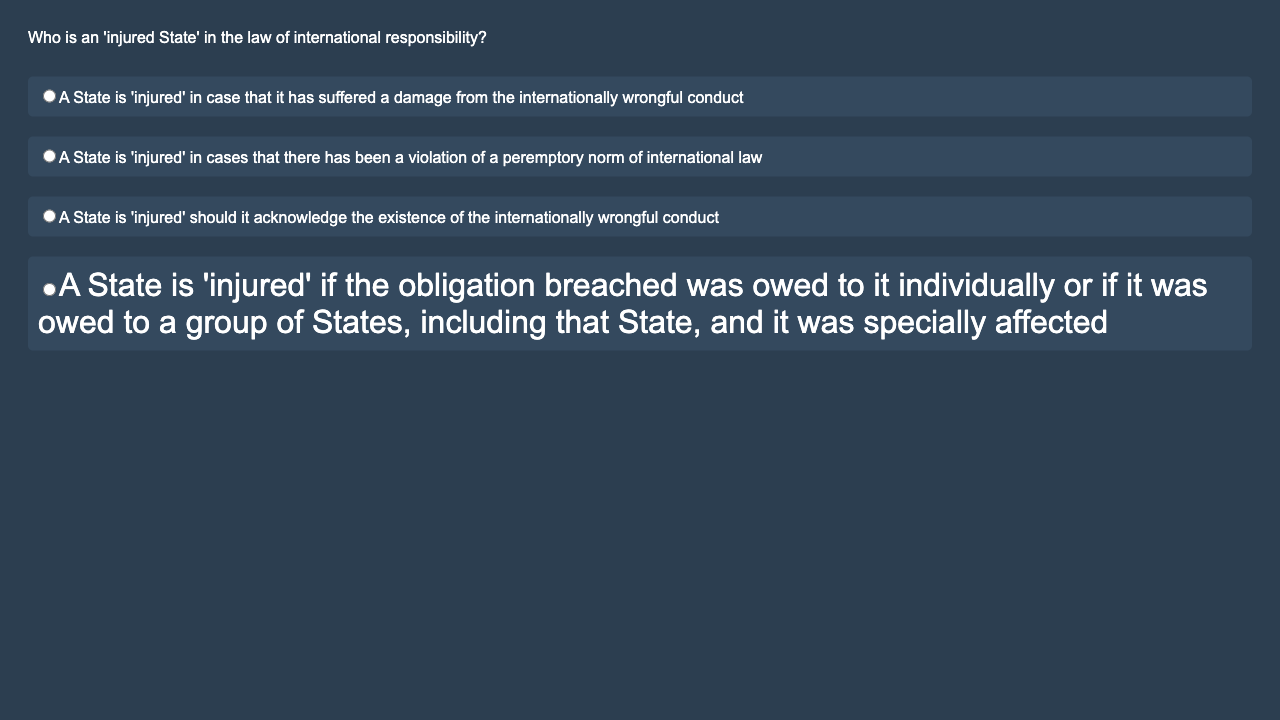 Who is an 'injured State' in the law of international responsibility?
A State is 'injured' in case that it has suffered a damage from the internationally wrongful conduct
A State is 'injured' in cases that there has been a violation of a peremptory norm of international law
A State is 'injured' should it acknowledge the existence of the internationally wrongful conduct
A State is 'injured' if the obligation breached was owed to it individually or if it was
owed to a group of States, including that State, and it was specially affected